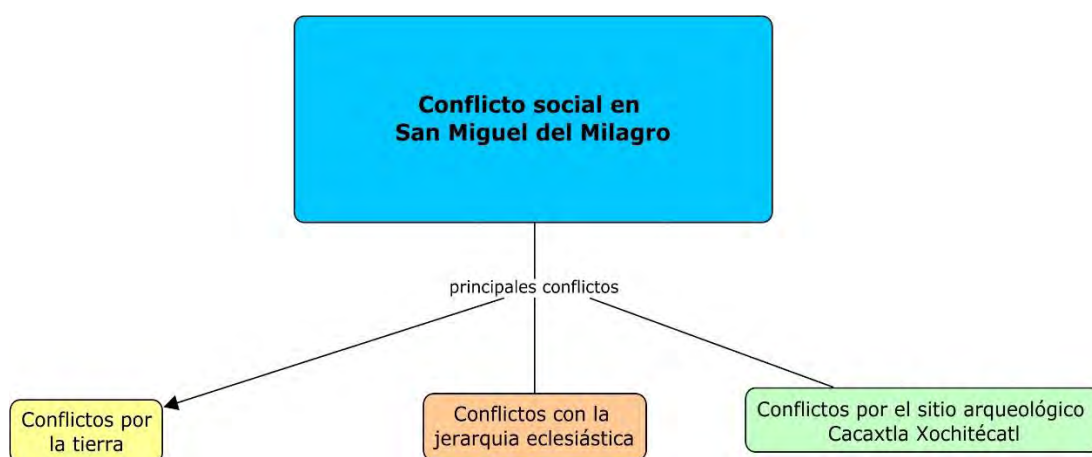 Conflicto social en
San Miguel del Milagro
principales conflictos
Conflictos por
la tierra
Conflictos con la
jerarquia eclesiástica
Conflictos por el sitio arqueológico
Cacaxtla Xochitécatl